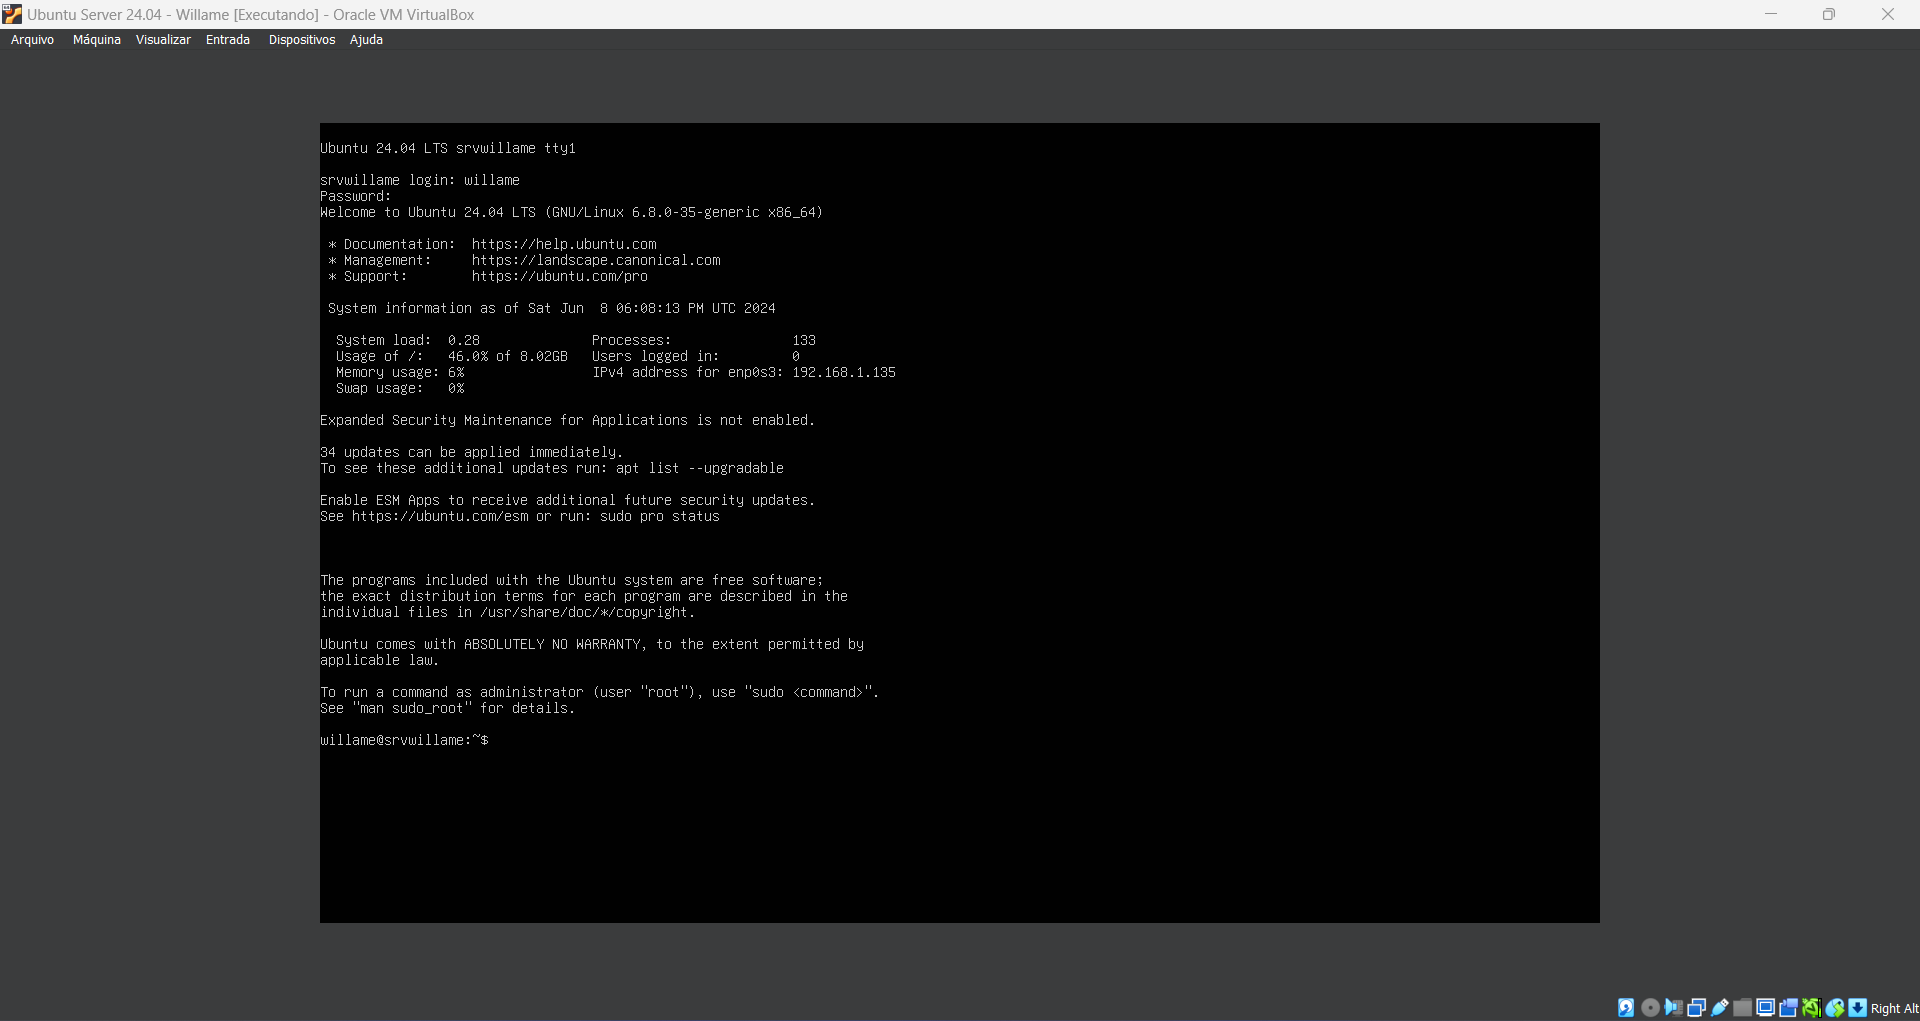 Ubuntu Server 24.04 - Willame [Executando] - Oracle VM VirtualBox
Arquivo Máquina Visualizar Entrada Dispositivos Ajuda
Ubuntu 24.04 LTS srvwillame tty1
srvwillame login: willame
Password:
Welcome to Ubuntu 24.04 LTS (GNU/Linux 6.8.0-35-generic x86_64)
* Documentation: https://help.ubuntu.com
* Management: https://landscape.canonical.com
* Support: https://ubuntu.com/pro
System information as of Sat Jun 8 06:08:13 PM UTC 2024
System load: 0.28 Processes: 133
Usage of /: 46.0% of 8.02GB Users logged in: 0
Memory usage: 6% IPv4 address for enp0s3: 192.168.1.135
Swap usage: 0%
Expanded Security Maintenance for Applications is not enabled.
34 updates can be applied immediately.
To see these additional updates run: apt list --upgradable
Enable ESM Apps to receive additional future security updates.
See https://ubuntu.com/esm or run: sudo pro status
The programs included with the Ubuntu system are free software;
the exact distribution terms for each program are described in the
individual files in /usr/share/doc/*/copyright.
Ubuntu comes with ABSOLUTELY NO WARRANTY, to the extent permitted by
applicable law.
To run a command as administrator (user "root"), use "sudo <command>".
See "man sudo_root" for details.
willame@srvwillame:~$
Right Alt